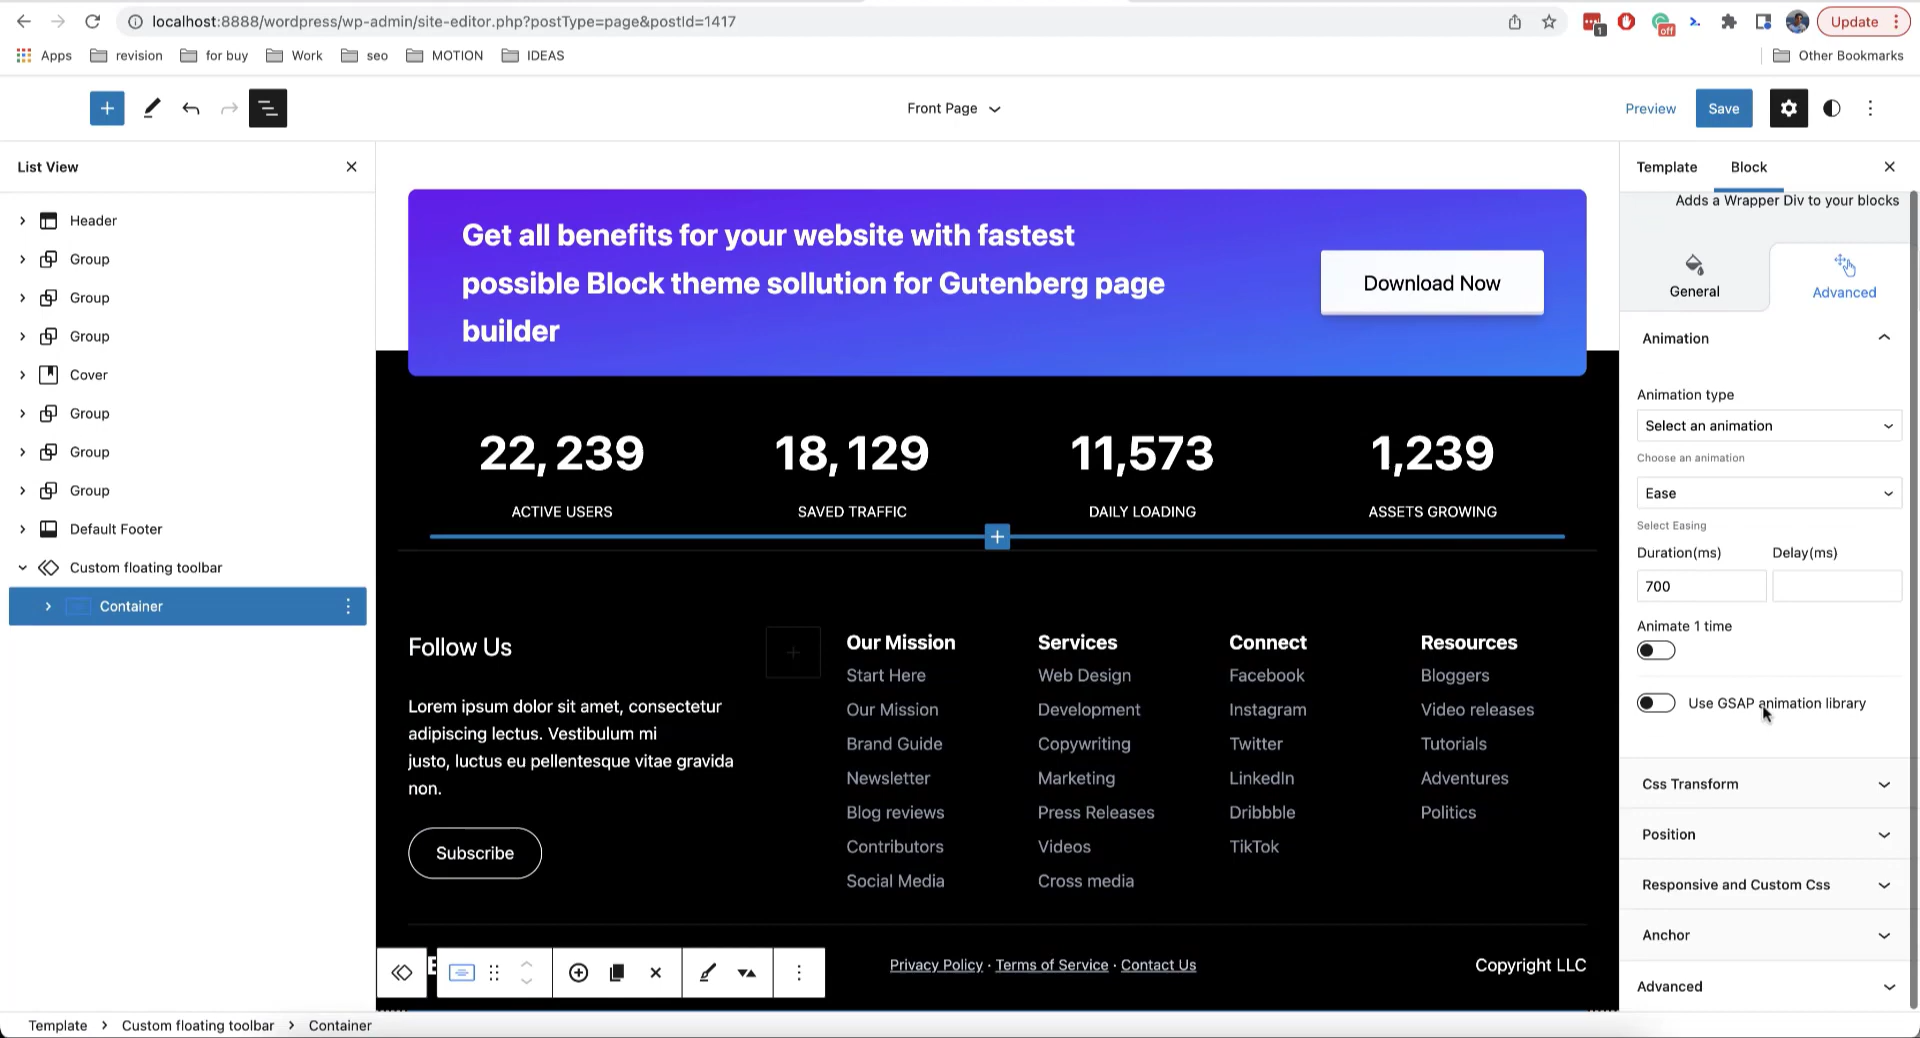 localhost:8888/wordpress/wp-admin/site-editor.php?postType=page&postId=1417
1
off
Update
Apps
revision
for buy
Work
seo
MOTION
IDEAS
Other Bookmarks
Front Page
Preview
Save
List View
Header
Group
Group
Group
Cover
Group
Group
Group
Default Footer
Custom floating toolbar
Container
Get all benefits for your website with fastest
possible Block theme sollution for Gutenberg page
builder
Download Now
22,239
18,129
11,573
1,239
ACTIVE USERS
SAVED TRAFFIC
DAILY LOADING
ASSETS GROWING
Follow Us
Lorem ipsum dolor sit amet, consectetur
adipiscing lectus. Vestibulum mi
justo, luctus eu pellentesque vitae gravida
non.
Subscribe
Our Mission
Start Here
Our Mission
Brand Guide
Newsletter
Blog reviews
Contributors
Social Media
Services
Web Design
Development
Copywriting
Marketing
Press Releases
Videos
Cross media
Connect
Facebook
Instagram
Twitter
LinkedIn
Dribbble
TikTok
Resources
Bloggers
Video releases
Tutorials
Adventures
Politics
Privacy Policy · Terms of Service · Contact Us
Copyright LLC
Template
Block
Adds a Wrapper Div to your blocks
General
Advanced
Animation
Animation type
Select an animation
Choose an animation
Ease
Select Easing
Duration(ms)
Delay(ms)
700
Animate 1 time
Use GSAP animation library
Css Transform
Position
Responsive and Custom Css
Anchor
Advanced
Template
Custom floating toolbar
Container